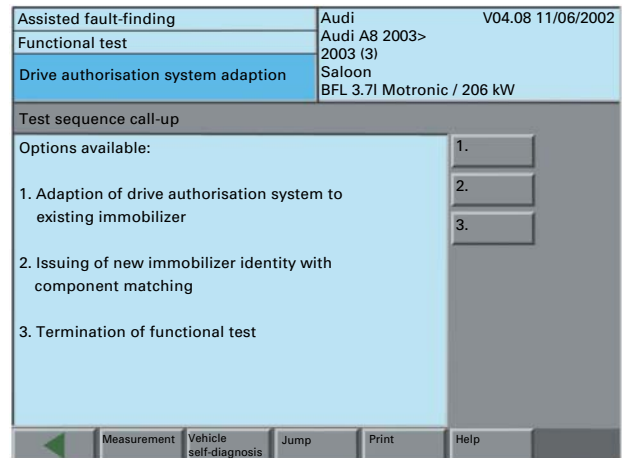 Assisted fault-finding
Functional test
Drive authorisation system adaption
Audi V04.08 11/06/2002
Audi A8 2003>
2003 (3)
Saloon
BFL 3.7l Motronic / 206 kW
Test sequence call-up
Options available:
1. Adaption of drive authorisation system to
existing immobilizer
2. Issuing of new immobilizer identity with
component matching
3. Termination of functional test
1.
2.
3.
Measurement
Vehicle
self-diagnosis
Jump
Print
Help